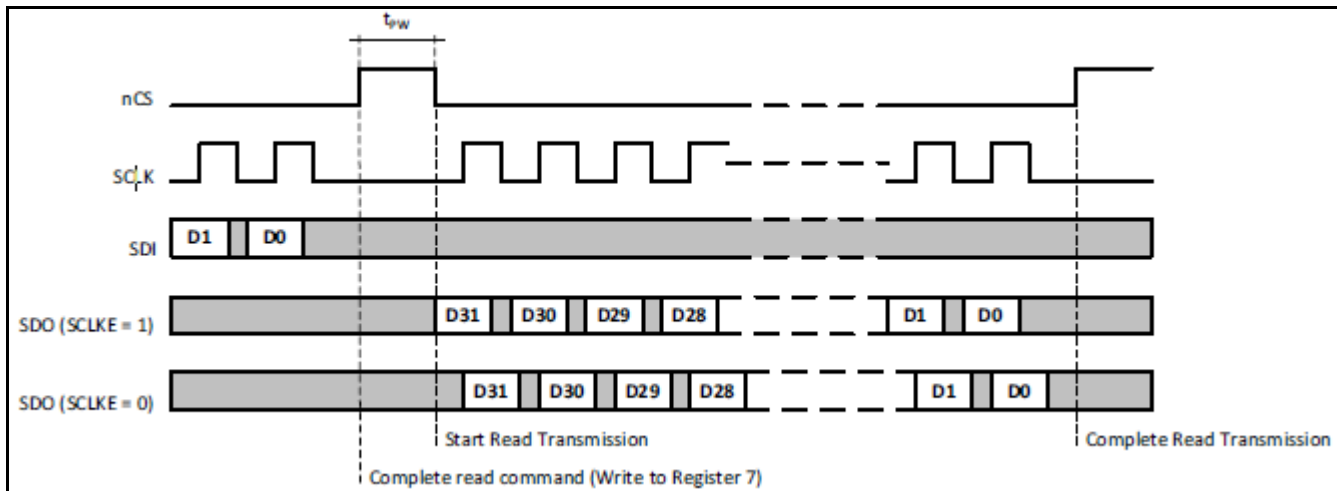 tPW
nCS
SCLK
SDI D1 D0
SDO (SCLKE = 1) D31 D30 D29 D28 D1 D0
SDO (SCLKE = 0) D31 D30 D29 D28 D1 D0
Start Read Transmission Complete Read Transmission
Complete read command (Write to Register 7)